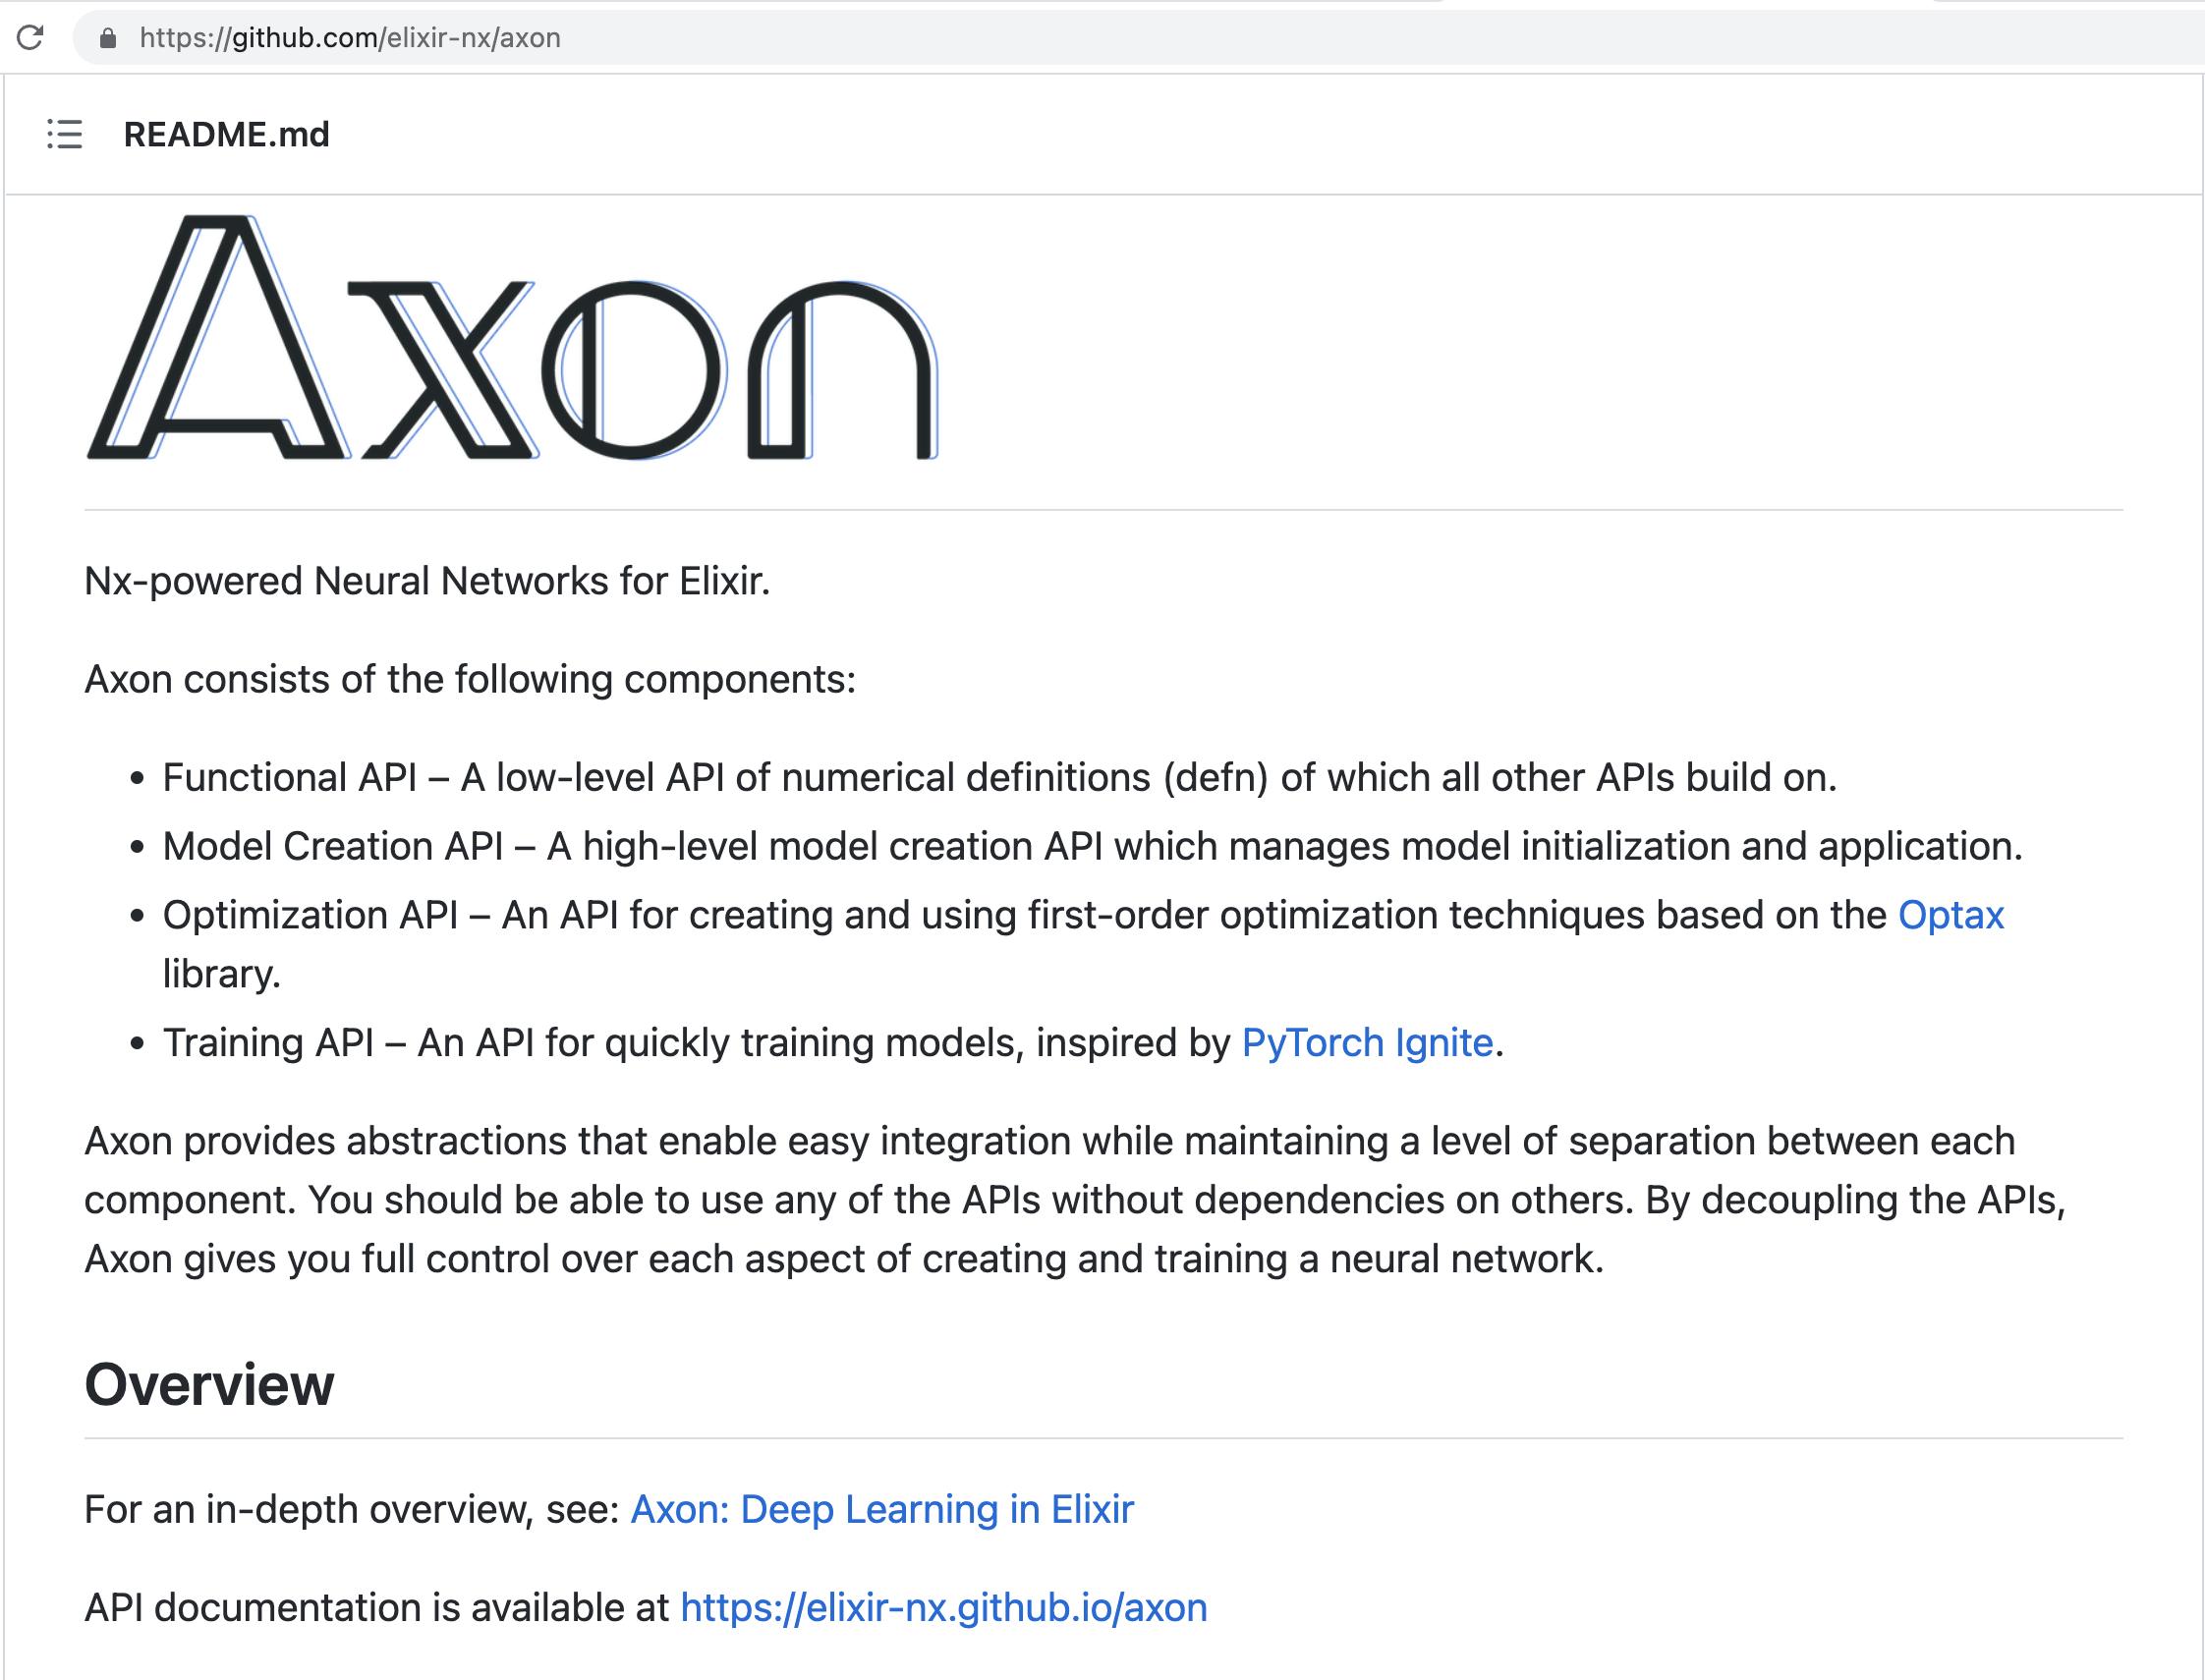 https://github.com/elixir-nx/axon
README.md
Axon
Nx-powered Neural Networks for Elixir.
Axon consists of the following components:
• Functional API – A low-level API of numerical definitions (defn) of which all other APIs build on.
• Model Creation API – A high-level model creation API which manages model initialization and application.
• Optimization API – An API for creating and using first-order optimization techniques based on the Optax
library.
• Training API – An API for quickly training models, inspired by PyTorch Ignite.
Axon provides abstractions that enable easy integration while maintaining a level of separation between each
component. You should be able to use any of the APIs without dependencies on others. By decoupling the APIs,
Axon gives you full control over each aspect of creating and training a neural network.
Overview
For an in-depth overview, see: Axon: Deep Learning in Elixir
API documentation is available at https://elixir-nx.github.io/axon